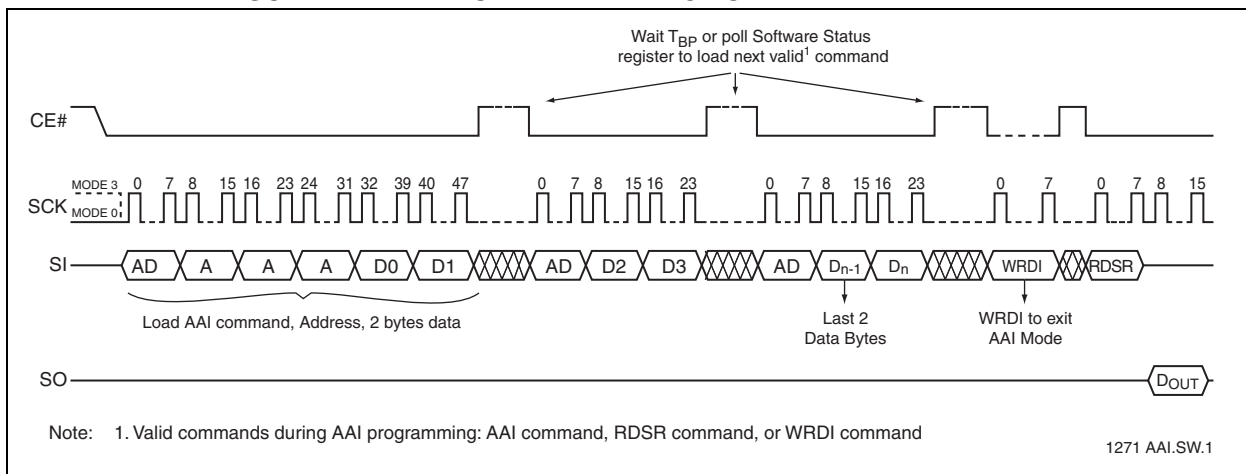 Wait TBP or poll Software Status
register to load next valid1 command
CE#
MODE 3
MODE 0
SCK
0 7 8 15 16 23 24 31 32 39 40 47 0 7 8 15 16 23 0 7 8 15 16 23 0 7 0 7 8 15
SI
AD A A A D0 D1 AD D2 D3 AD Dn-1 Dn WRDI RDSR
Load AAI command, Address, 2 bytes data
Last 2
Data Bytes
WRDI to exit
AAI Mode
SO
DOUT
Note: 1. Valid commands during AAI programming: AAI command, RDSR command, or WRDI command
1271 AAI.SW.1